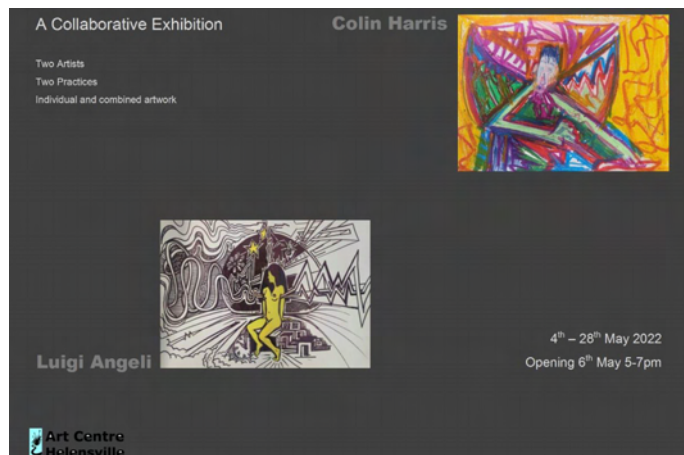 A Collaborative Exhibition
Colin Harris
Two Artists
Two Practices
Individual and combined artwork
4th – 28th May 2022
Opening 6th May 5-7pm
Luigi Angeli
Art Centre
Helensville